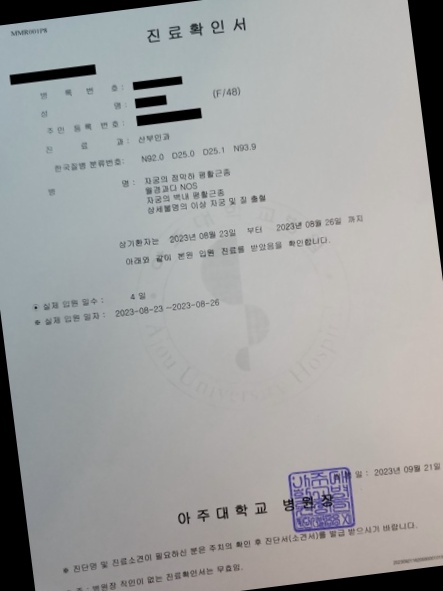 MMR001P8
진 료 확 인 서
병 록 번 호 :
성 명 : (F/48)
주 민 등 록 번 호 :
진 료 과 : 산부인과
한국질병 분류번호: N92.0 D25.0 D25.1 N93.9
병 명 : 자궁의 점막하 평활근종
월경과다 NOS
자궁의 벽내 평활근종
상세불명의 이상 자궁 및 질 출혈
상기환자는 2023년 08월 23일 부터 2023년 08월 26일 까지
아래와 같이 본원 입원 진료를 받았음을 확인합니다.
※ 실제 입원 일수 : 4 일
※ 실제 입원 일자 : 2023-08-23 ~2023-08-26
Ajou University Hospital
일 : 2023년 09월 21일
아 주 대 학 교 병 원 장
※ 진단명 및 진료소견이 필요하신 분은 주치의 확인 후 진단서(소견서)를 발급 받으시기 바랍니다.
주 : 병원장 직인이 없는 진료확인서는 무효임.